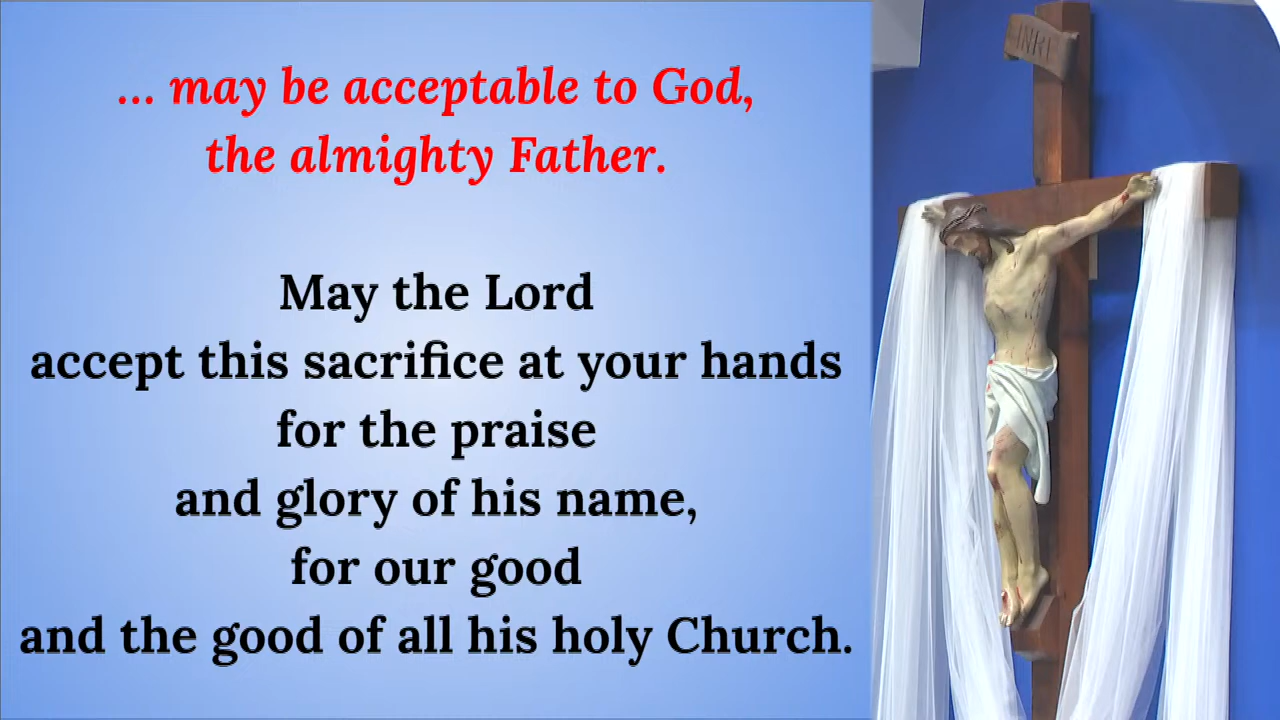 ... may be acceptable to God,
the almighty Father.
May the Lord
accept this sacrifice at your hands
for the praise
and glory of his name,
for our good
and the good of all his holy Church.
INRI